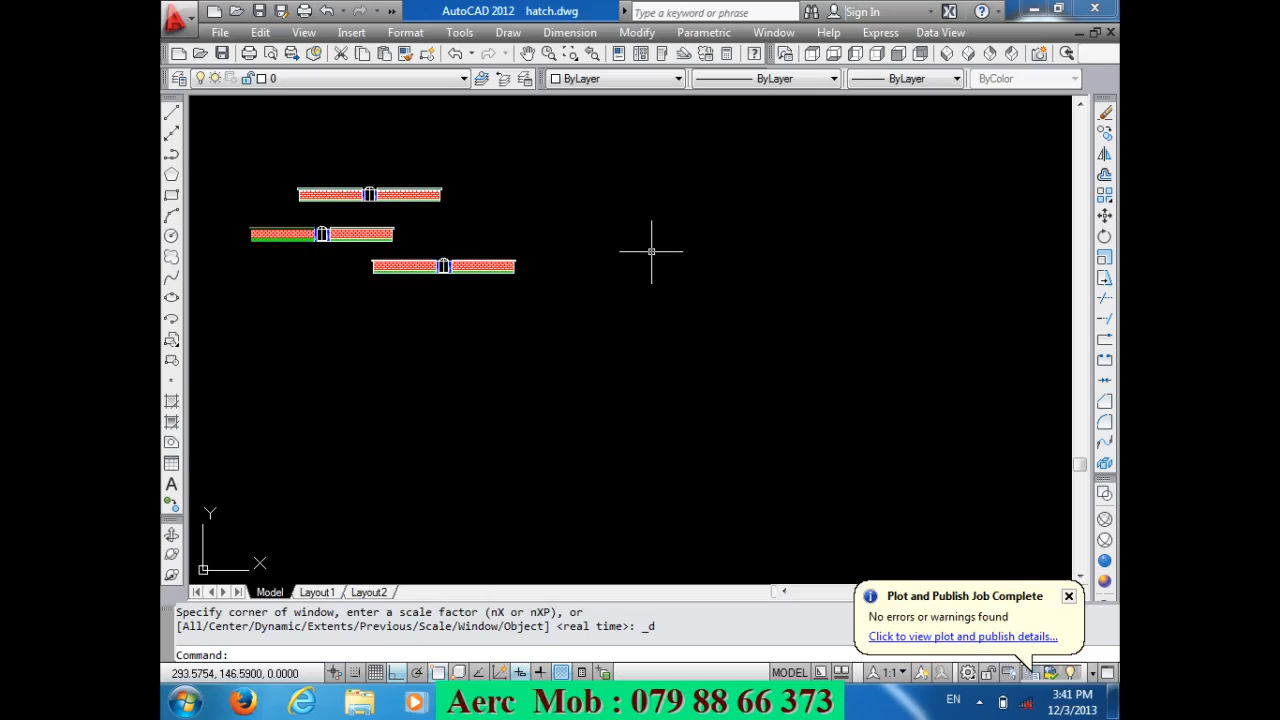 AutoCAD 2012 hatch.dwg
Type a keyword or phrase
Sign In
File Edit View Insert Format Tools Draw Dimension Modify Parametric Window Help Express Data View
0
ByLayer
ByLayer
ByLayer
ByColor
Y
X
Model Layout1 Layout2
Specify corner of window, enter a scale factor (nX or nXP), or
[All/Center/Dynamic/Extents/Previous/Scale/Window/Object] <real time>: _d
Command:
Plot and Publish Job Complete
No errors or warnings found
Click to view plot and publish details...
293.5754, 146.5900, 0.0000
MODEL
1:1
Aerc Mob : 079 88 66 373
EN
3:41 PM
12/3/2013